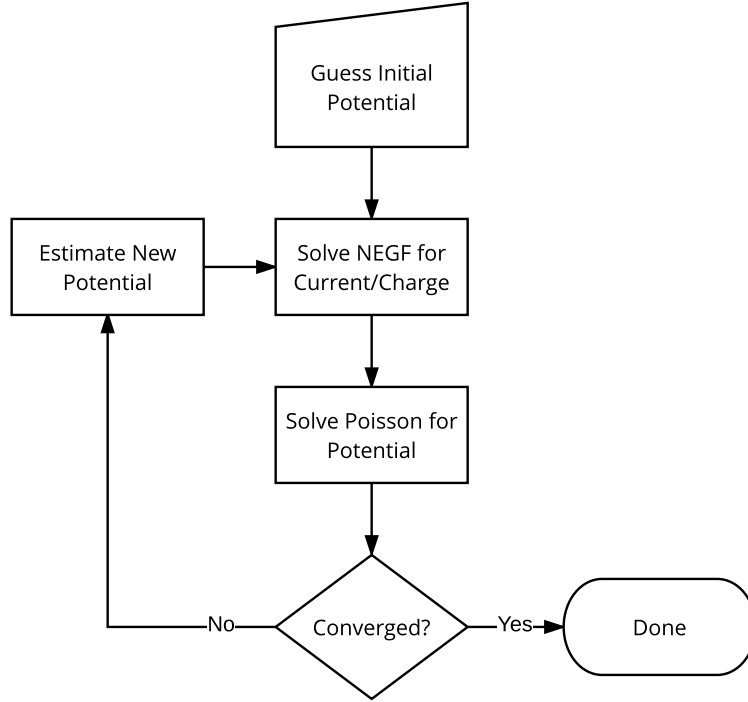 Guess Initial
Potential
Estimate New
Potential
Solve NEGF for
Current/Charge
Solve Poisson for
Potential
Converged?
No
Yes
Done